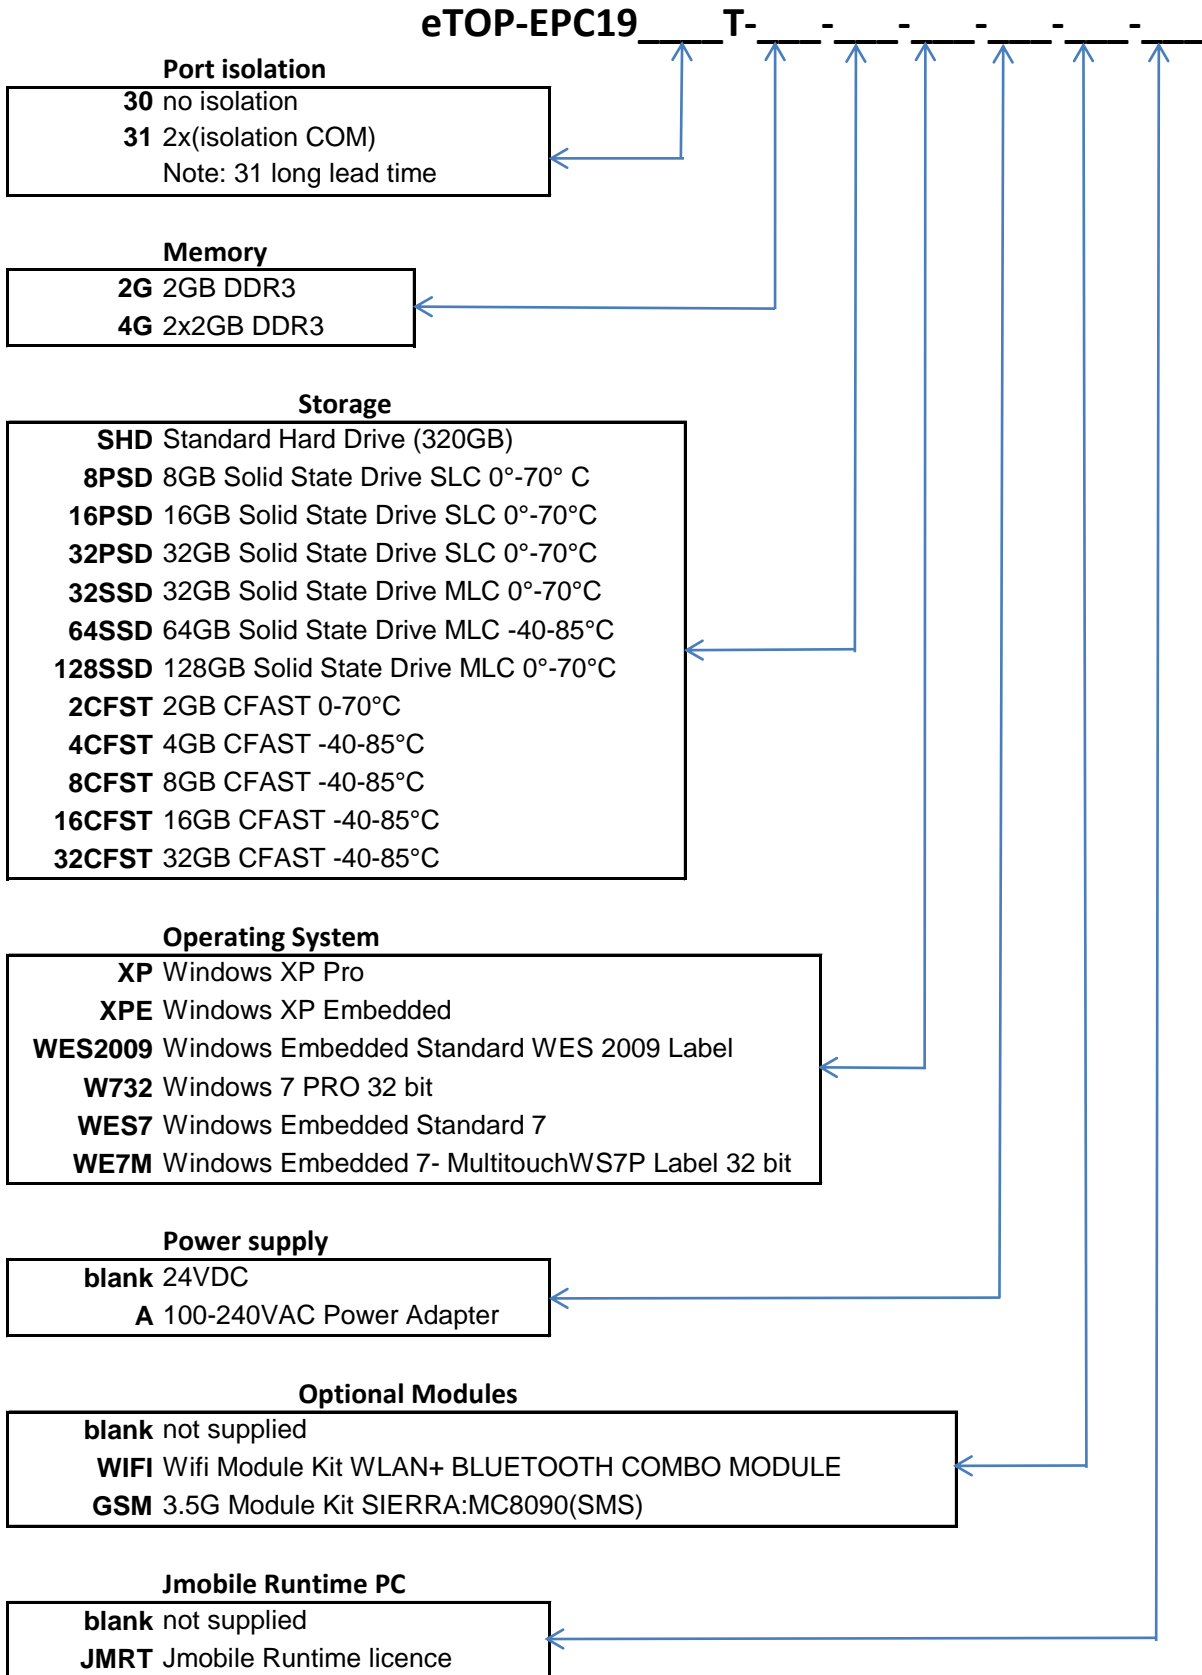 eTOP-EPC19____T-___-___-___-___-___-___
Port isolation
30 no isolation
31 2x(isolation COM)
Note: 31 long lead time
Memory
2G 2GB DDR3
4G 2x2GB DDR3
Storage
SHD Standard Hard Drive (320GB)
8PSD 8GB Solid State Drive SLC 0°-70° C
16PSD 16GB Solid State Drive SLC 0°-70°C
32PSD 32GB Solid State Drive SLC 0°-70°C
32SSD 32GB Solid State Drive MLC 0°-70°C
64SSD 64GB Solid State Drive MLC -40-85°C
128SSD 128GB Solid State Drive MLC 0°-70°C
2CFST 2GB CFAST 0-70°C
4CFST 4GB CFAST -40-85°C
8CFST 8GB CFAST -40-85°C
16CFST 16GB CFAST -40-85°C
32CFST 32GB CFAST -40-85°C
Operating System
XP Windows XP Pro
XPE Windows XP Embedded
WES2009 Windows Embedded Standard WES 2009 Label
W732 Windows 7 PRO 32 bit
WES7 Windows Embedded Standard 7
WE7M Windows Embedded 7- MultitouchWS7P Label 32 bit
Power supply
blank 24VDC
A 100-240VAC Power Adapter
Optional Modules
blank not supplied
WIFI Wifi Module Kit WLAN+ BLUETOOTH COMBO MODULE
GSM 3.5G Module Kit SIERRA:MC8090(SMS)
Jmobile Runtime PC
blank not supplied
JMRT Jmobile Runtime licence